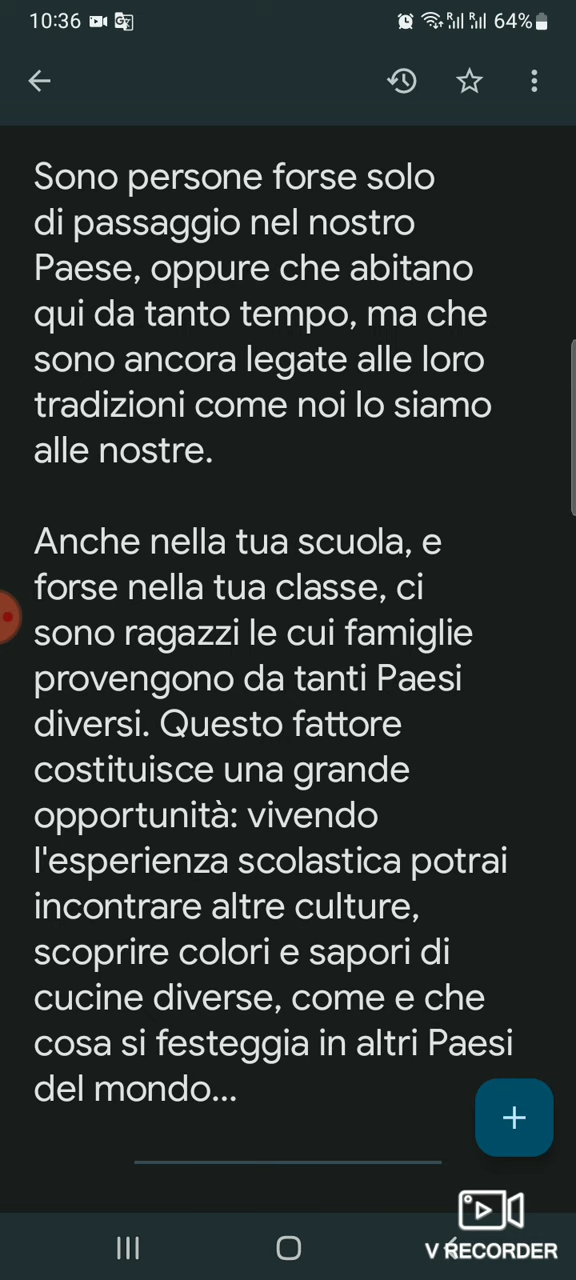 10:36
64%
Sono persone forse solo
di passaggio nel nostro
Paese, oppure che abitano
qui da tanto tempo, ma che
sono ancora legate alle loro
tradizioni come noi lo siamo
alle nostre.
Anche nella tua scuola, e
forse nella tua classe, ci
sono ragazzi le cui famiglie
provengono da tanti Paesi
diversi. Questo fattore
costituisce una grande
opportunità: vivendo
l'esperienza scolastica potrai
incontrare altre culture,
scoprire colori e sapori di
cucine diverse, come e che
cosa si festeggia in altri Paesi
del mondo...
V RECORDER